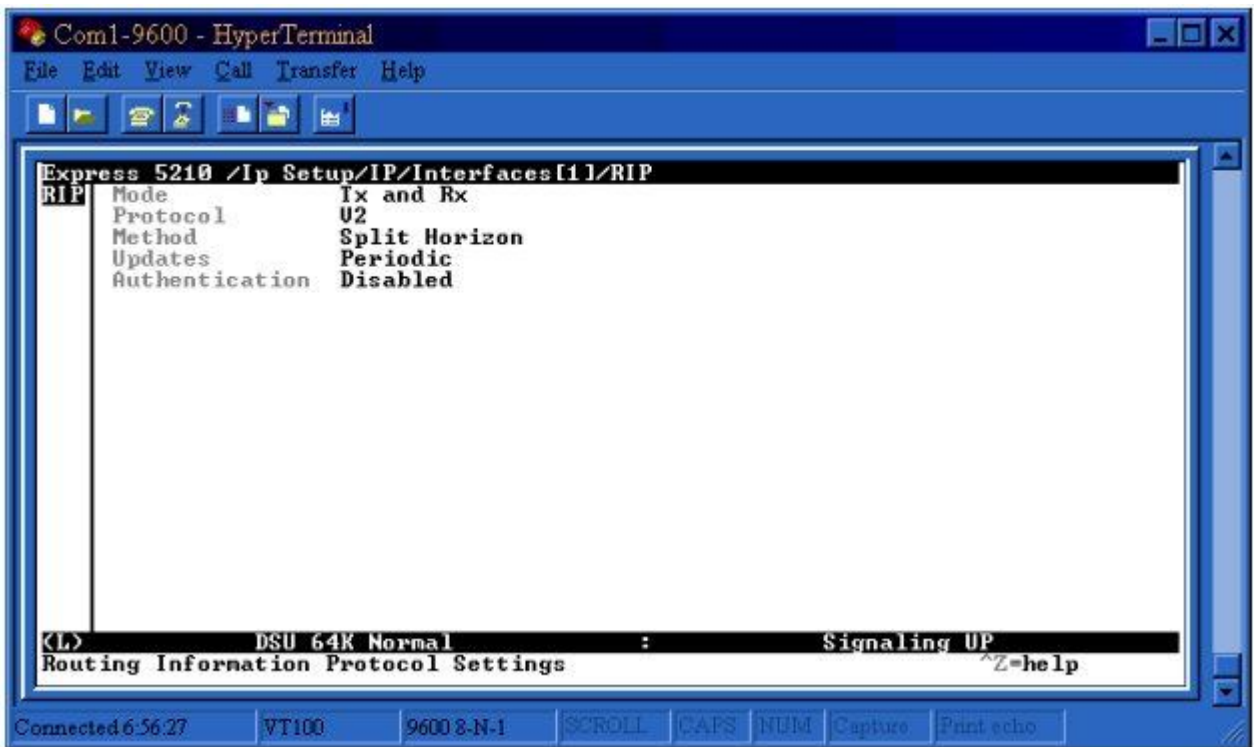 Com1-9600 - HyperTerminal
File Edit View Call Transfer Help
Express 5210 /Ip Setup/IP/Interfaces[1]/RIP
RIP Mode Tx and Rx
Protocol V2
Method Split Horizon
Updates Periodic
Authentication Disabled
(L) DSU 64K Normal : Signaling UP
Routing Information Protocol Settings ^Z=help
Connected 6:56:27 VT100 9600 8-N-1 SCROLL CAPS NUM Capture Print echo